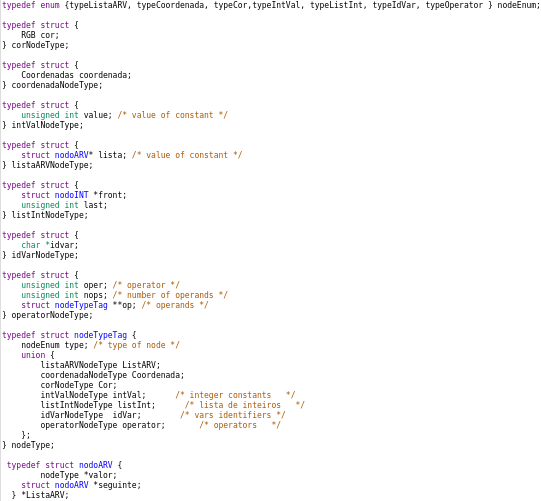 typedef enum {typeListaARV, typeCoordenada, typeCor,typeIntVal, typeListInt, typeIdVar, typeOperator } nodeEnum;
typedef struct {
RGB cor;
} corNodeType;
typedef struct {
Coordenadas coordenada;
} coordenadaNodeType;
typedef struct {
unsigned int value; /* value of constant */
} intValNodeType;
typedef struct {
struct nodoARV* lista; /* value of constant */
} listaARVNodeType;
typedef struct {
struct nodoINT *front;
unsigned int last;
} listIntNodeType;
typedef struct {
char *idvar;
} idVarNodeType;
typedef struct {
unsigned int oper; /* operator */
unsigned int nops; /* number of operands */
struct nodeTypeTag **op; /* operands */
} operatorNodeType;
typedef struct nodeTypeTag {
nodeEnum type; /* type of node */
union {
listaARVNodeType ListARV;
coordenadaNodeType Coordenada;
corNodeType Cor;
intValNodeType intVal; /* integer constants */
listIntNodeType listInt; /* lista de inteiros */
idVarNodeType idVar; /* vars identifiers */
operatorNodeType operator; /* operators */
};
} nodeType;
typedef struct nodoARV {
nodeType *valor;
struct nodoARV *seguinte;
} *ListaARV;